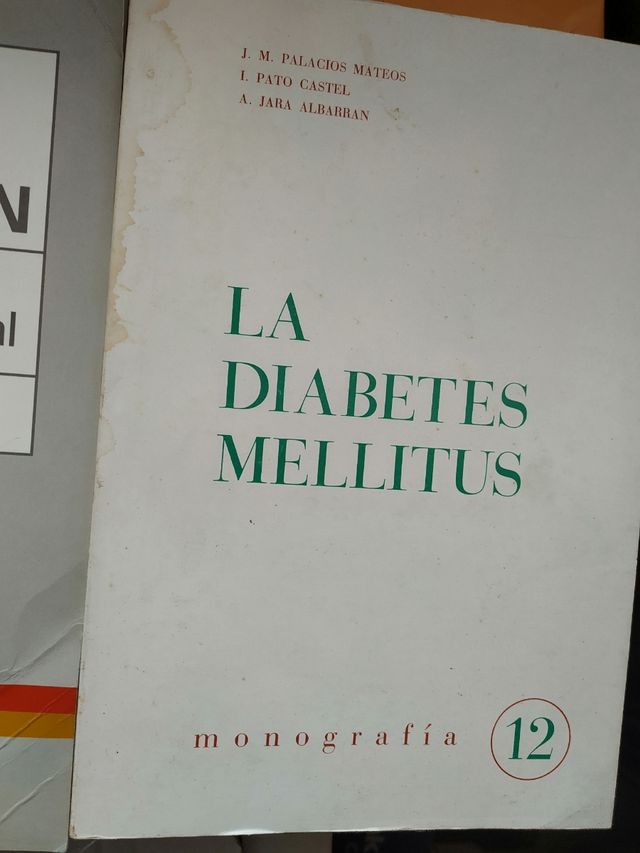 J. M. PALACIOS MATEOS
I. PATO CASTEL
A. JARA ALBARRAN
LA
DIABETES
MELLITUS
monografía 12